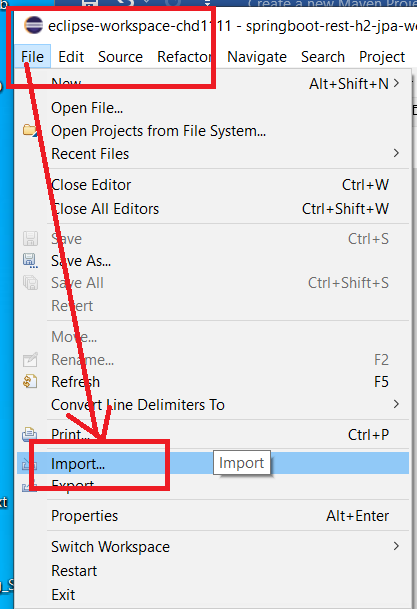 Create a new Maven Proj
eclipse-workspace-chd1111 - springboot-rest-h2-jpa-w
File Edit Source Refactor Navigate Search Project
New Alt+Shift+N >
Open File...
Open Projects from File System...
Recent Files >
Close Editor Ctrl+W
Close All Editors Ctrl+Shift+W
Save Ctrl+S
Save As...
Save All Ctrl+Shift+S
Revert
Move...
Rename... F2
Refresh F5
Convert Line Delimiters To >
Print... Ctrl+P
Import... Import
Export
Properties Alt+Enter
Switch Workspace >
Restart
Exit